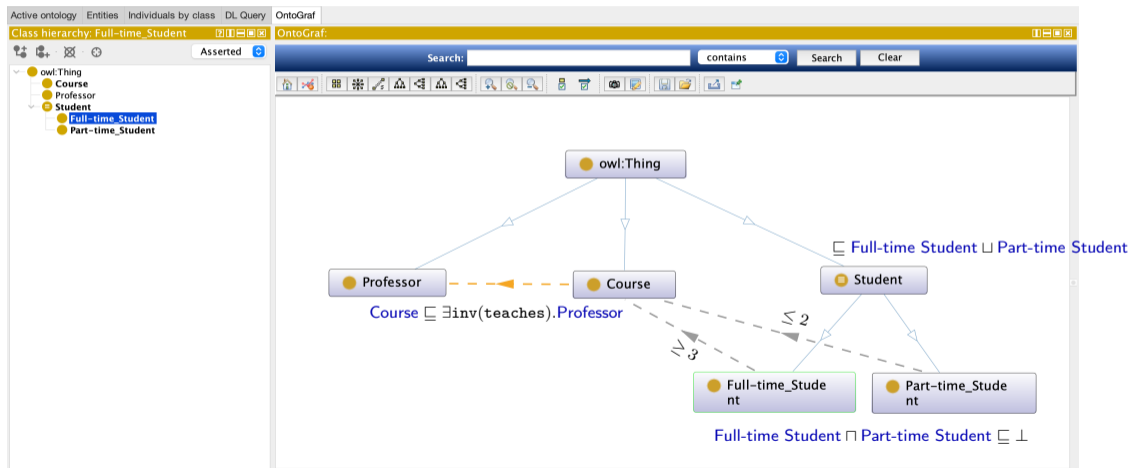 Active ontology Entities Individuals by class DL Query OntoGraf
Class hierarchy: Full-time_Student
OntoGraf:
Search: contains Search Clear
Asserted
owl:Thing
Course
Professor
Student
Full-time_Student
Part-time_Student
owl:Thing
⊑ Full-time Student ⊔ Part-time Student
Professor
Course
Student
Course ⊑ ∃inv(teaches).Professor
≤ 2
≥ 3
Full-time_Stude
nt
Part-time_Stude
nt
Full-time Student ⊓ Part-time Student ⊑ ⊥